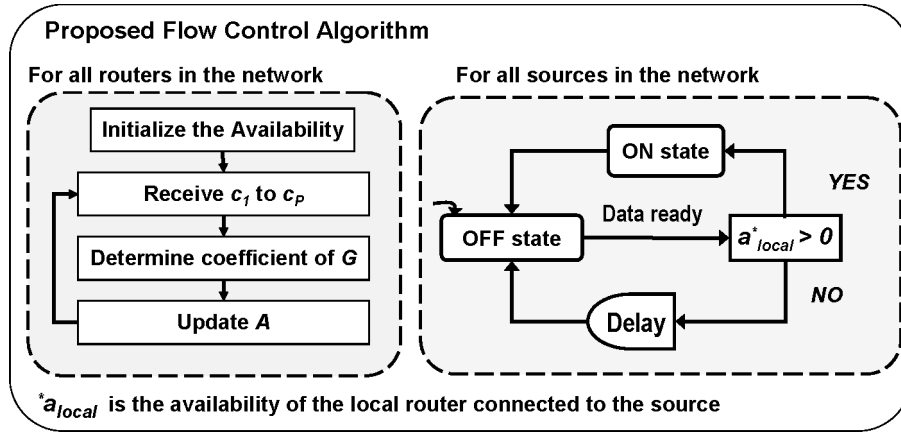 Proposed Flow Control Algorithm
For all routers in the network
Initialize the Availability
Receive c1 to cP
Determine coefficient of G
Update A
For all sources in the network
ON state
YES
Data ready
OFF state
a*local > 0
NO
Delay
*alocal is the availability of the local router connected to the source